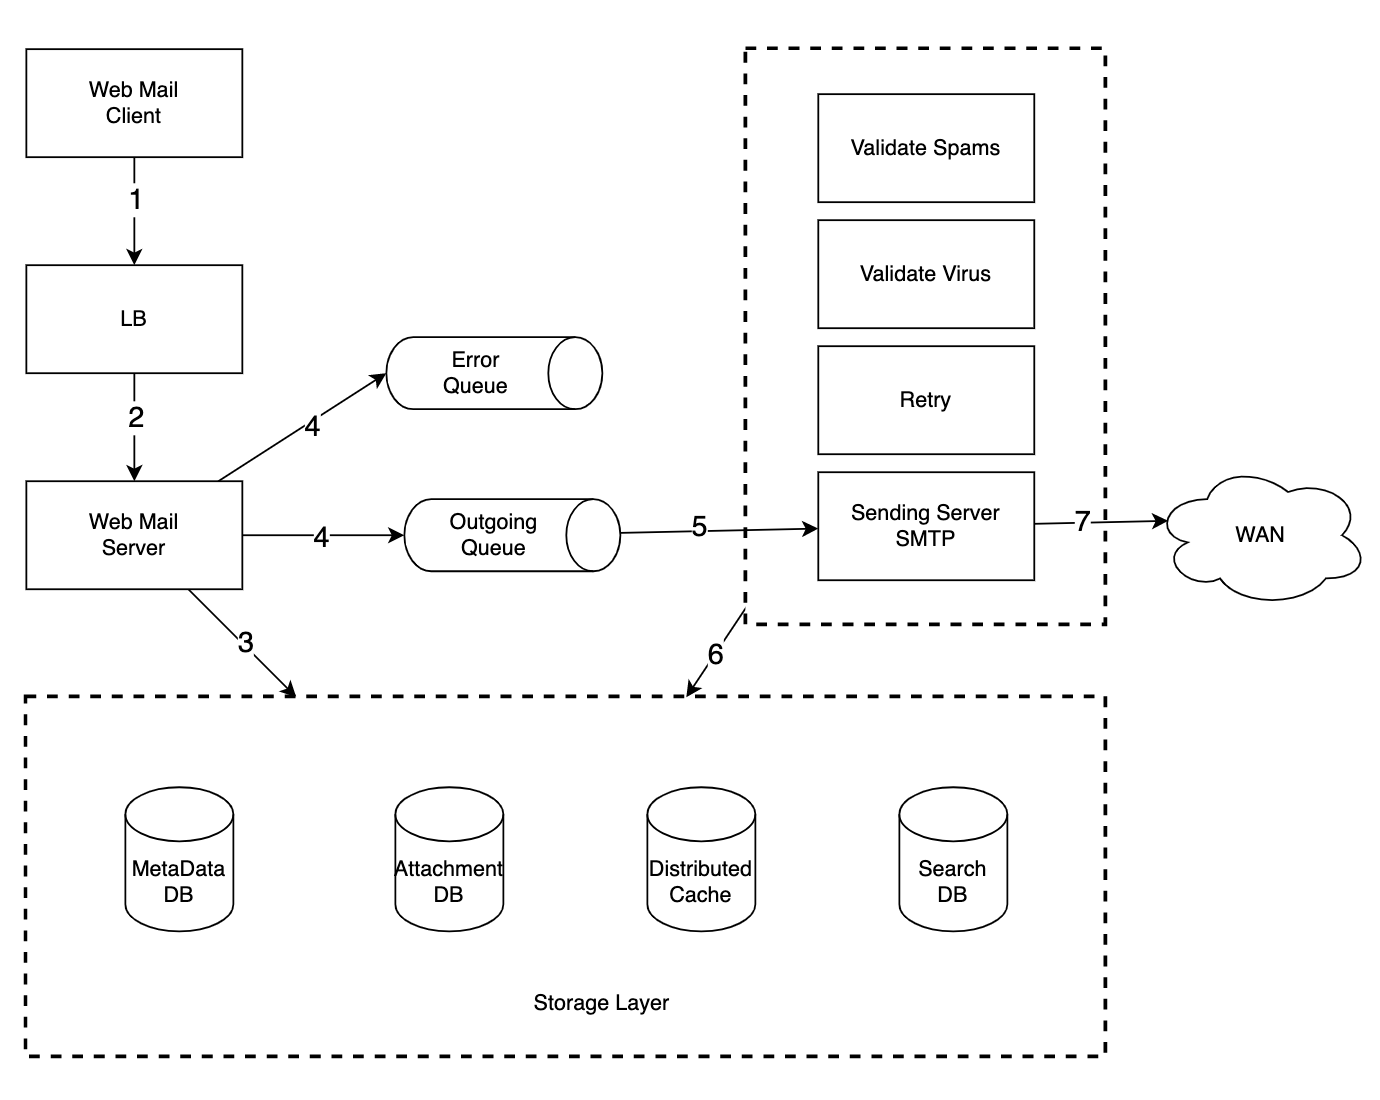 Web Mail
Client
1
LB
2
Web Mail
Server
Error
Queue
4
Outgoing
Queue
4
3
5
Validate Spams
Validate Virus
Retry
Sending Server
SMTP
7
WAN
6
MetaData
DB
Attachment
DB
Distributed
Cache
Search
DB
Storage Layer